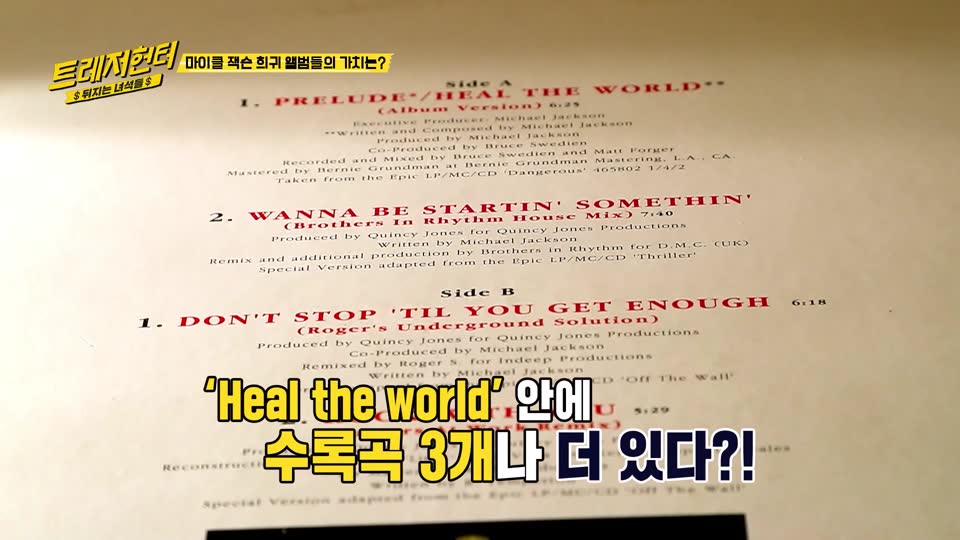 트레저헌터
$ 뒤지는 녀석들 $
마이클 잭슨 희귀 앨범들의 가치는?
Side A
1. PRELUDE*/HEAL THE WORLD**
(Album Version) 6:25
Executive Producer: Michael Jackson
**Written and Composed by Michael Jackson
Produced by Michael Jackson
Co-Produced by Bruce Swedien
Recorded and Mixed by Bruce Swedien and Matt Forger
Mastered by Bernie Grundman at Bernie Grundman Mastering, L.A., CA.
Taken from the Epic LP/MC/CD 'Dangerous' 465802 1/4/2
2. WANNA BE STARTIN' SOMETHIN'
(Brothers In Rhythm House Mix) 7:40
Produced by Quincy Jones for Quincy Jones Productions
Written by Michael Jackson
Remix and additional production by Brothers in Rhythm for D.M.C. (UK)
Special Version adapted from the Epic LP/MC/CD 'Thriller'
Side B
1. DON'T STOP 'TIL YOU GET ENOUGH 6:18
(Roger's Underground Solution)
Produced by Quincy Jones for Quincy Jones Productions
Co-Produced by Michael Jackson
Remixed by Roger S. for Indeep Productions
Written by Michael Jackson
LP/MC/CD 'Off The Wall'
5:29
Remix)
Special Version adapted from the Epic LP/MC/CD 'Off The Wall'
'Heal the world' 안에
수록곡 3개나 더 있다?!